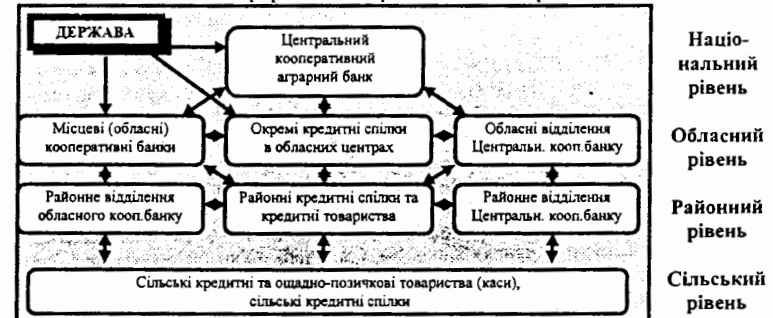 ДЕРЖАВА
Центральний
кооперативний
аграрний банк
Націо-
нальний
рівень
Місцеві (обласні)
кооперативні банки
Окремі кредитні спілки
в обласних центрах
Обласні відділення
Центральн. кооп.банку
Обласний
рівень
Районне відділення
обласного кооп.банку
Районні кредитні спілки та
кредитні товариства
Районне відділення
Центральн. кооп.банку
Районний
рівень
Сільські кредитні та ощадно-позичкові товариства (каси),
сільські кредитні спілки
Сільський
рівень